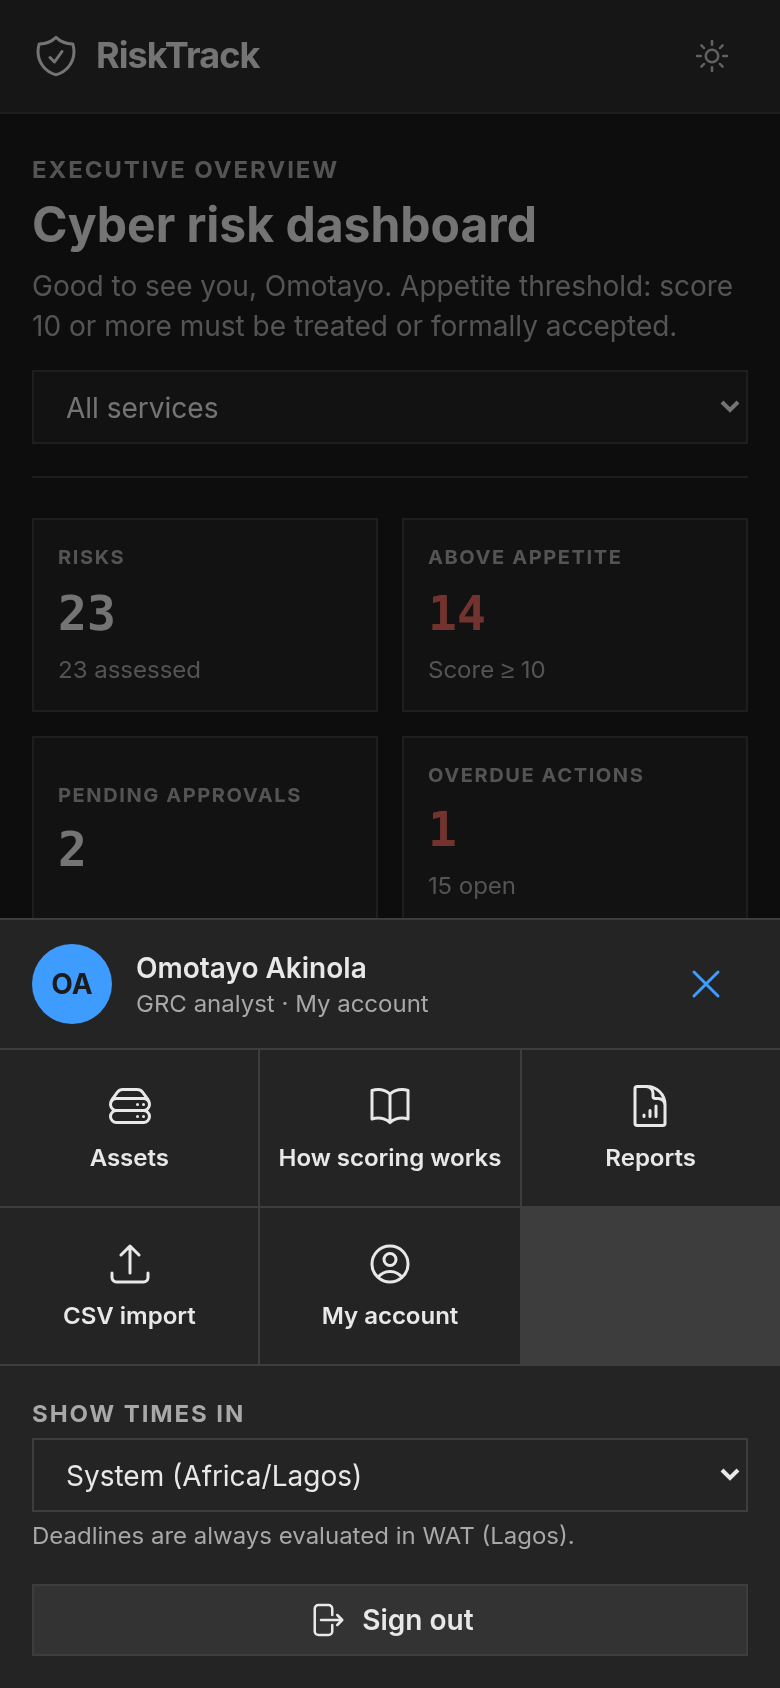 RiskTrack
EXECUTIVE OVERVIEW
Cyber risk dashboard
Good to see you, Omotayo. Appetite threshold: score
10 or more must be treated or formally accepted.
All services
RISKS
23
23 assessed
ABOVE APPETITE
14
Score ≥ 10
PENDING APPROVALS
2
OVERDUE ACTIONS
1
15 open
OA
Omotayo Akinola
GRC analyst · My account
Assets
How scoring works
Reports
CSV import
My account
SHOW TIMES IN
System (Africa/Lagos)
Deadlines are always evaluated in WAT (Lagos).
Sign out